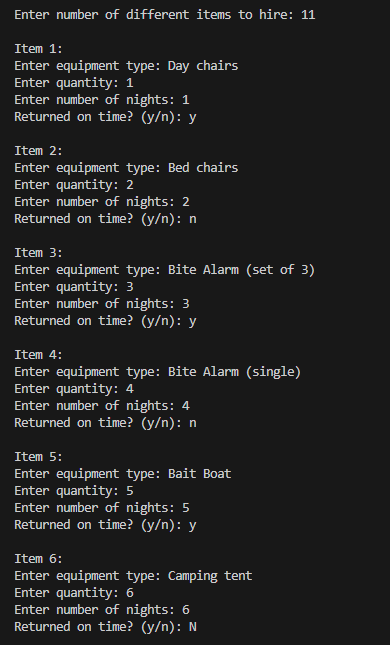 Enter number of different items to hire: 11
Item 1:
Enter equipment type: Day chairs
Enter quantity: 1
Enter number of nights: 1
Returned on time? (y/n): y
Item 2:
Enter equipment type: Bed chairs
Enter quantity: 2
Enter number of nights: 2
Returned on time? (y/n): n
Item 3:
Enter equipment type: Bite Alarm (set of 3)
Enter quantity: 3
Enter number of nights: 3
Returned on time? (y/n): y
Item 4:
Enter equipment type: Bite Alarm (single)
Enter quantity: 4
Enter number of nights: 4
Returned on time? (y/n): n
Item 5:
Enter equipment type: Bait Boat
Enter quantity: 5
Enter number of nights: 5
Returned on time? (y/n): y
Item 6:
Enter equipment type: Camping tent
Enter quantity: 6
Enter number of nights: 6
Returned on time? (y/n): N